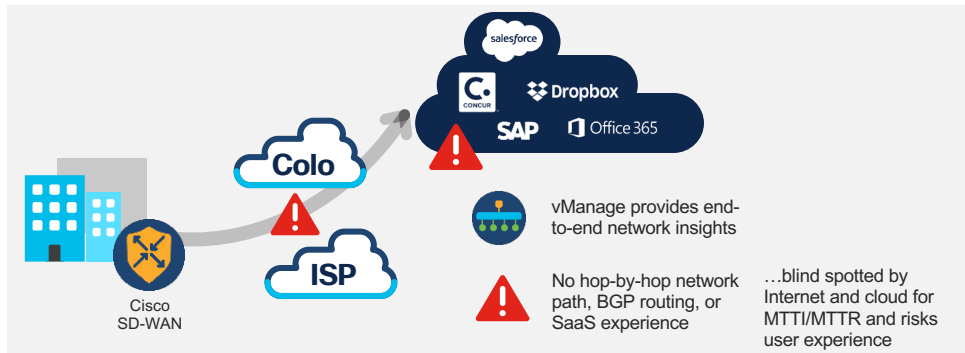 salesforce
C.
CONCUR
Dropbox
SAP
Office 365
Colo
ISP
Cisco
SD-WAN
vManage provides end-
to-end network insights
No hop-by-hop network
path, BGP routing, or
SaaS experience
...blind spotted by
Internet and cloud for
MTTI/MTTR and risks
user experience